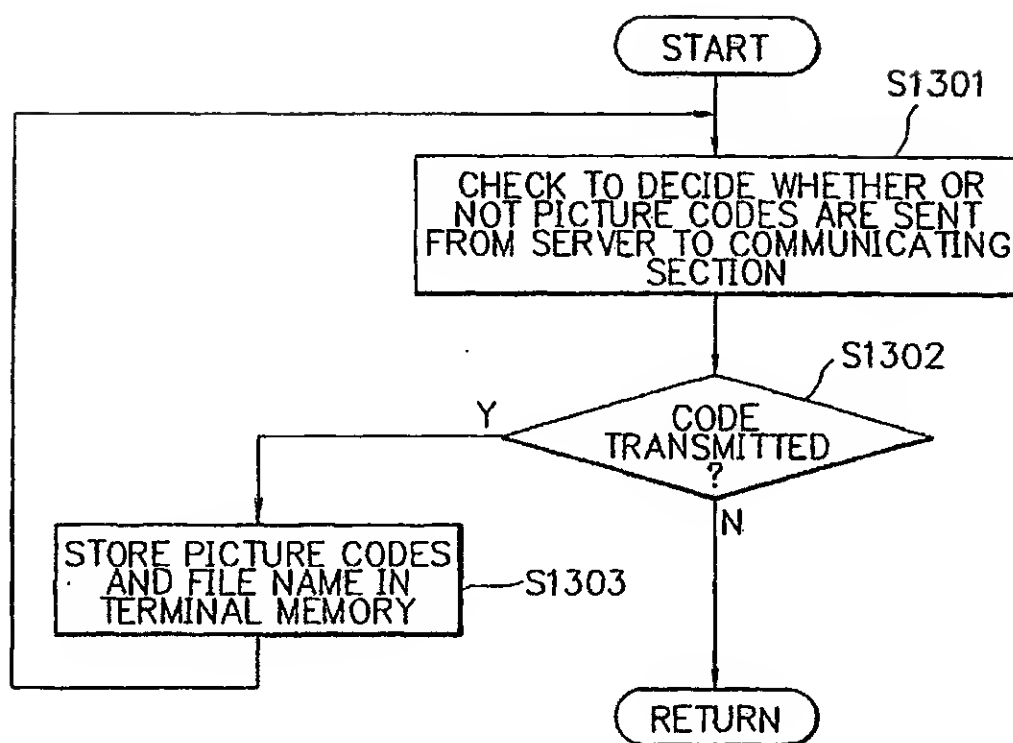 START
S1301
CHECK TO DECIDE WHETHER OR
NOT PICTURE CODES ARE SENT
FROM SERVER TO COMMUNICATING
SECTION
S1302
CODE
TRANSMITTED
?
Y
N
STORE PICTURE CODES
AND FILE NAME IN
TERMINAL MEMORY
S1303
RETURN